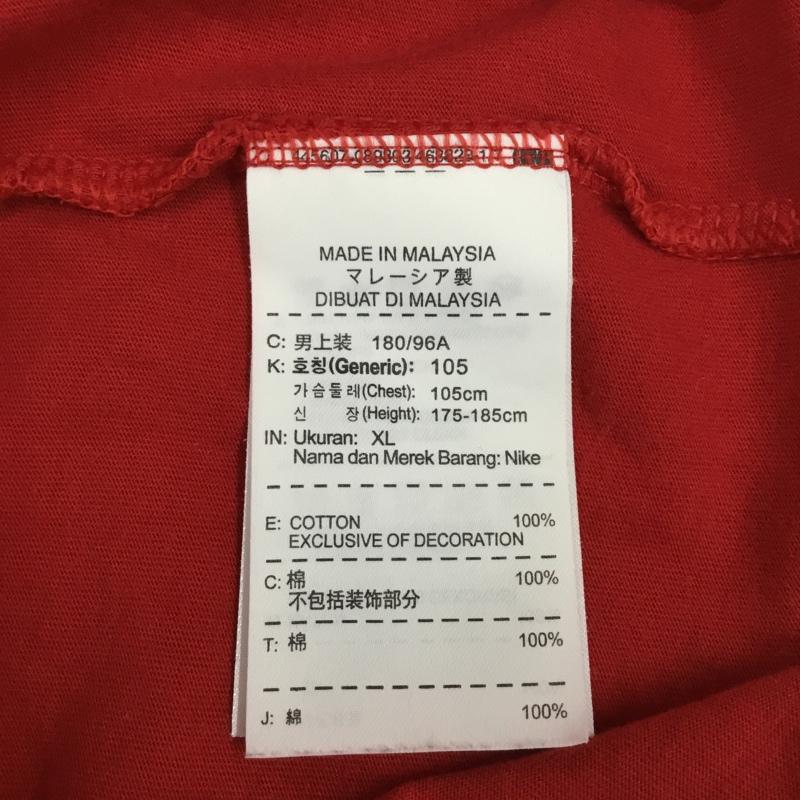 MADE IN MALAYSIA
マレーシア製
DIBUAT DI MALAYSIA
C: 男上装 180/96A
K: 호칭(Generic): 105
가슴둘레(Chest): 105cm
신 장(Height): 175-185cm
IN: Ukuran: XL
Nama dan Merek Barang: Nike
E: COTTON 100%
EXCLUSIVE OF DECORATION
C: 棉 100%
不包括装饰部分
T: 棉 100%
J: 綿 100%